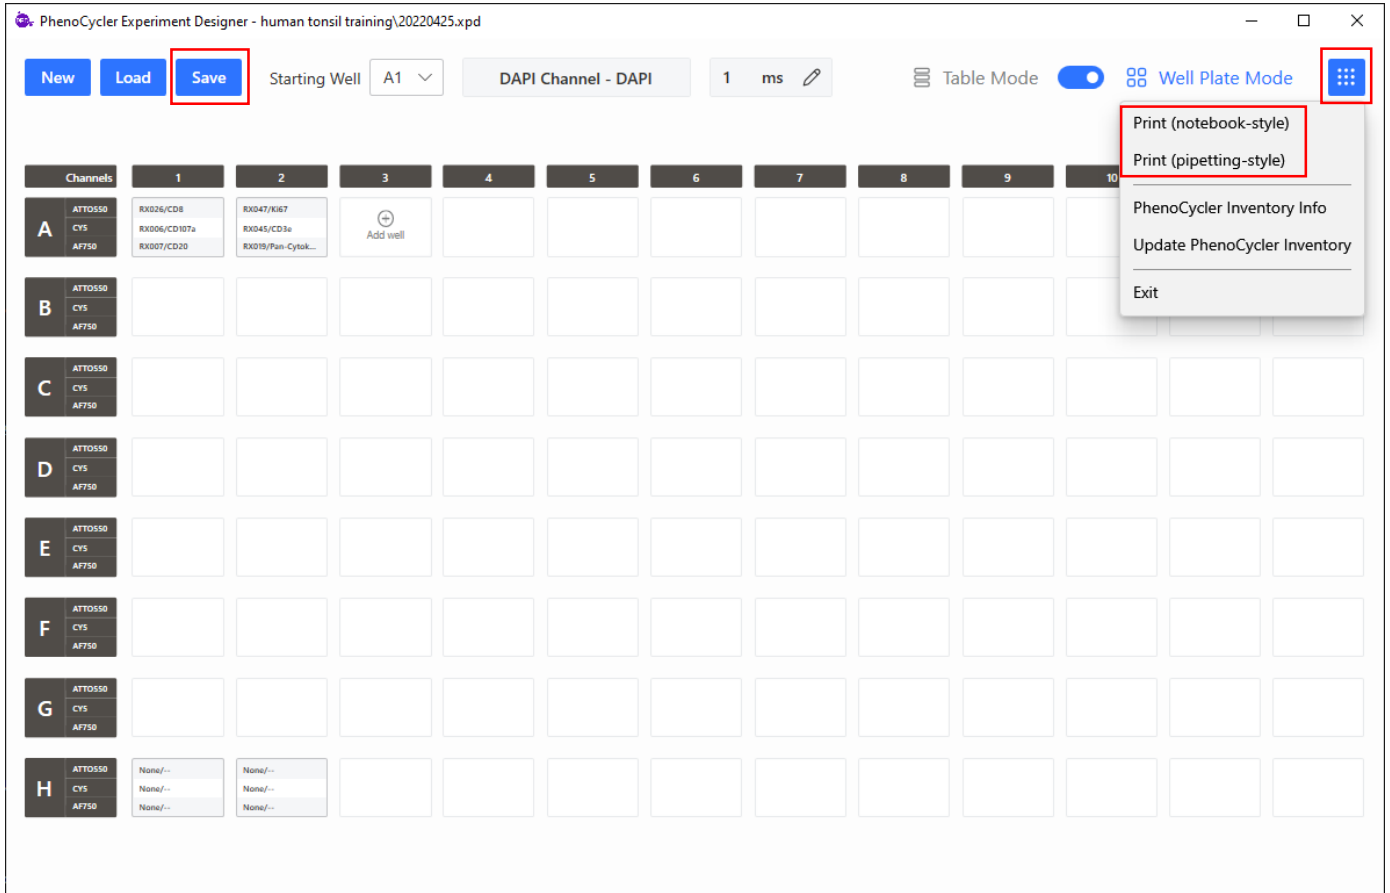 PhenoCycler Experiment Designer - human tonsil training\20220425.xpd
New Load Save Starting Well A1 DAPI Channel - DAPI 1 ms Table Mode Well Plate Mode
Print (notebook-style)
Print (pipetting-style)
PhenoCycler Inventory Info
Update PhenoCycler Inventory
Exit
Channels 1 2 3 4 5 6 7 8 9 10
A
ATTO550 RX026/CD8 RX047/Ki67
CY5 RX006/CD107a RX045/CD3e
AF750 RX007/CD20 RX019/Pan-Cytok...
Add well
B
ATTO550
CY5
AF750
C
ATTO550
CY5
AF750
D
ATTO550
CY5
AF750
E
ATTO550
CY5
AF750
F
ATTO550
CY5
AF750
G
ATTO550
CY5
AF750
H
ATTO550 None/-- None/--
CY5 None/-- None/--
AF750 None/-- None/--